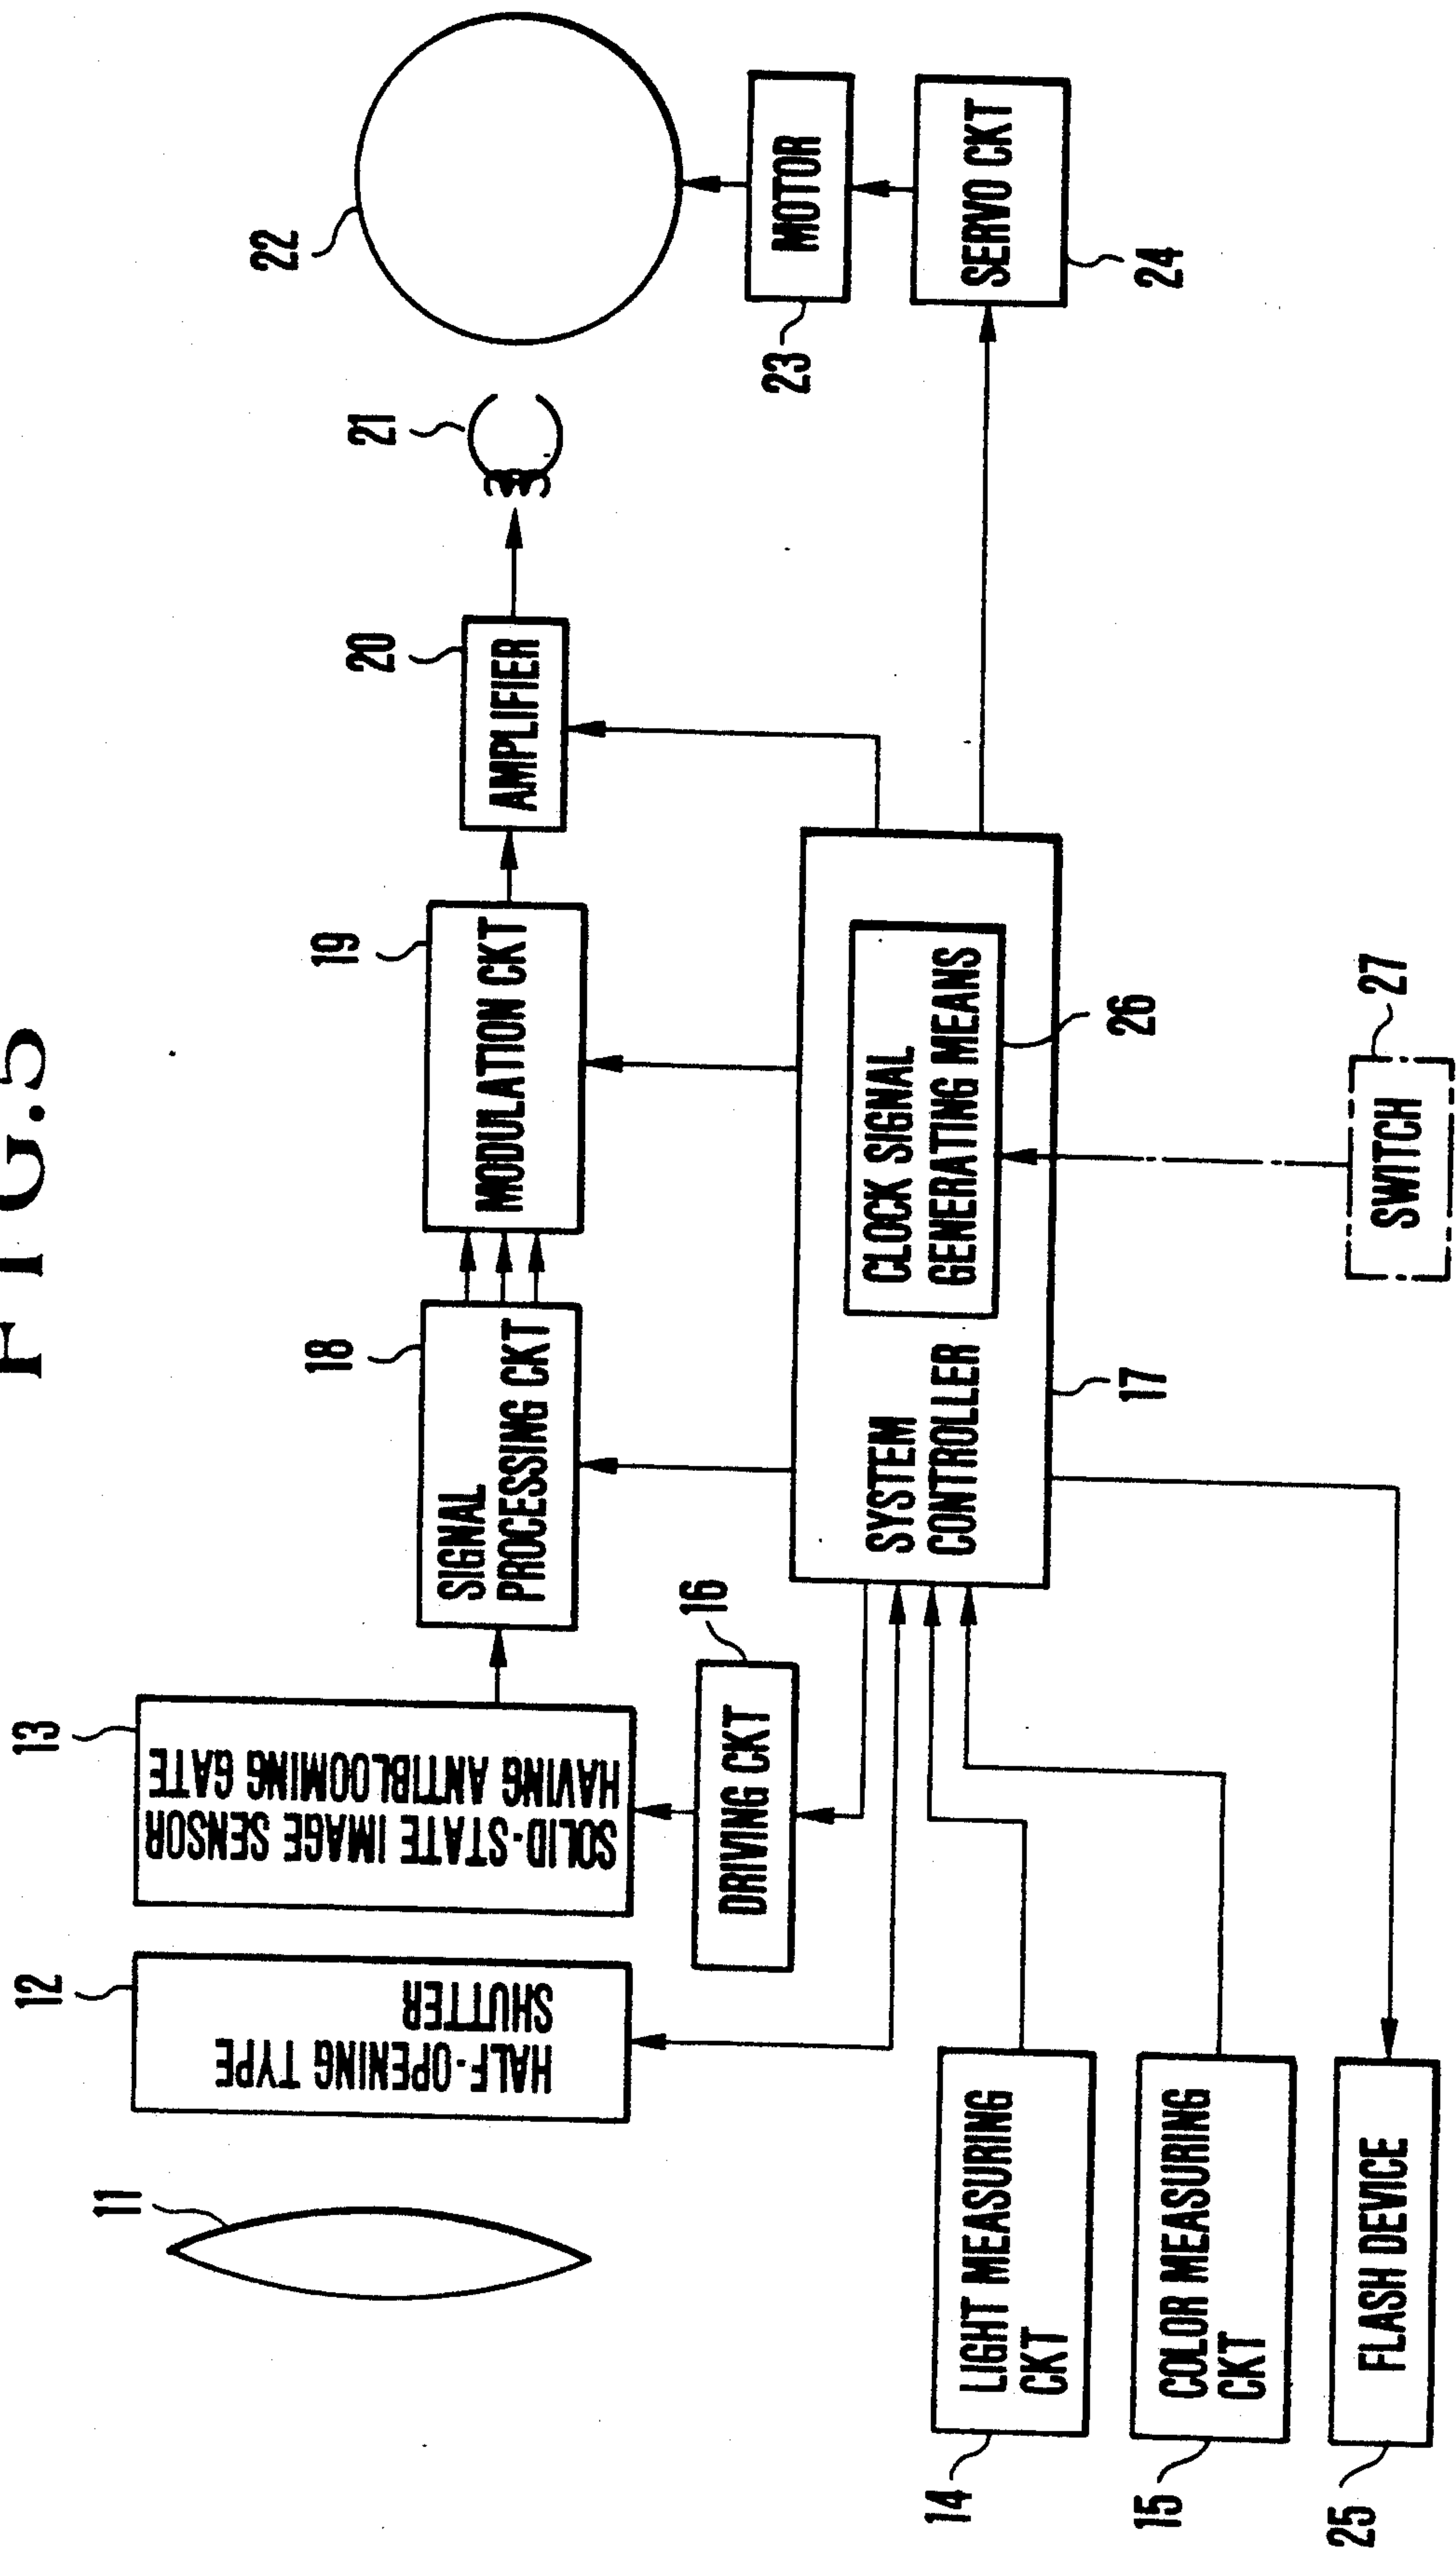 FIG.5
11
12
HALF-OPENING TYPE
SHUTTER
13
SOLID-STATE IMAGE SENSOR
HAVING ANTIBLOOMING GATE
16
DRIVING CKT
18
SIGNAL
PROCESSING CKT
19
MODULATION CKT
20
AMPLIFIER
21
22
MOTOR
23
SERVO CKT
24
SYSTEM
CONTROLLER
17
CLOCK SIGNAL
GENERATING MEANS
26
SWITCH
27
LIGHT MEASURING
CKT
14
COLOR MEASURING
CKT
15
FLASH DEVICE
25